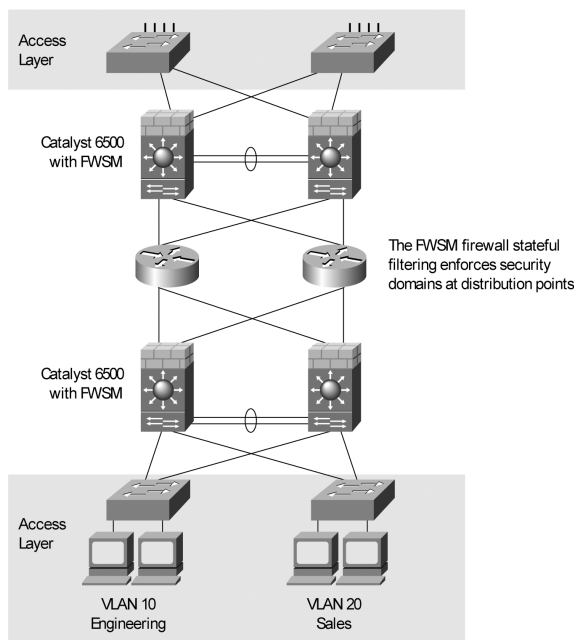 Access
Layer
Catalyst 6500
with FWSM
The FWSM firewall stateful
filtering enforces security
domains at distribution points
Catalyst 6500
with FWSM
Access
Layer
VLAN 10
Engineering
VLAN 20
Sales